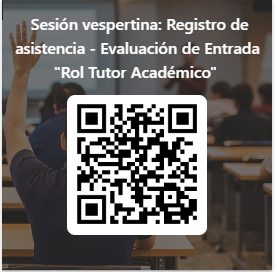 Sesión vespertina: Registro de
asistencia - Evaluación de Entrada
"Rol Tutor Académico"